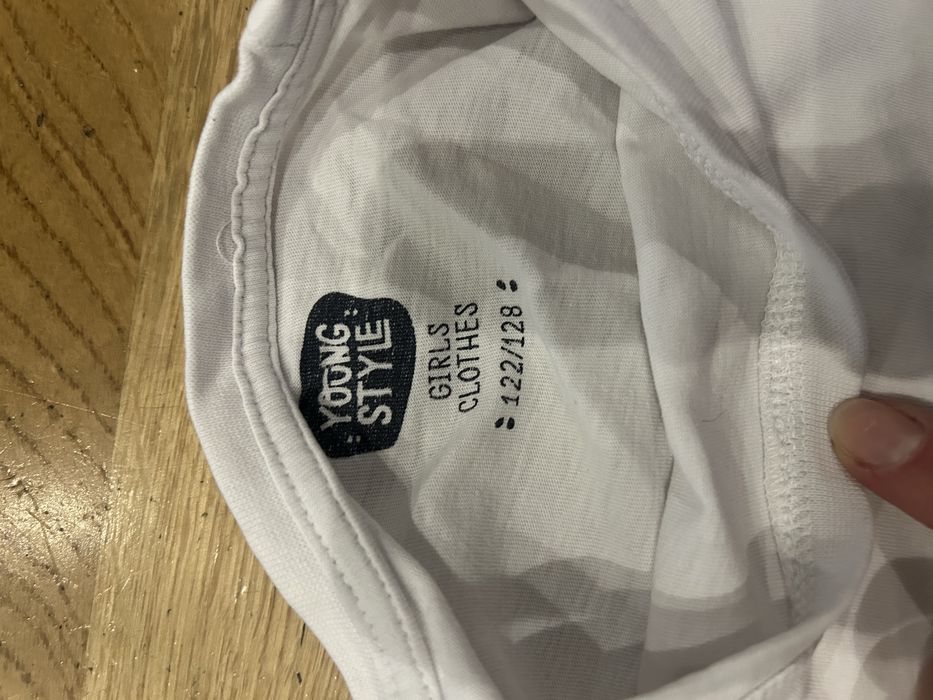 YOUNG
STYLE
GIRLS
CLOTHES
122/128